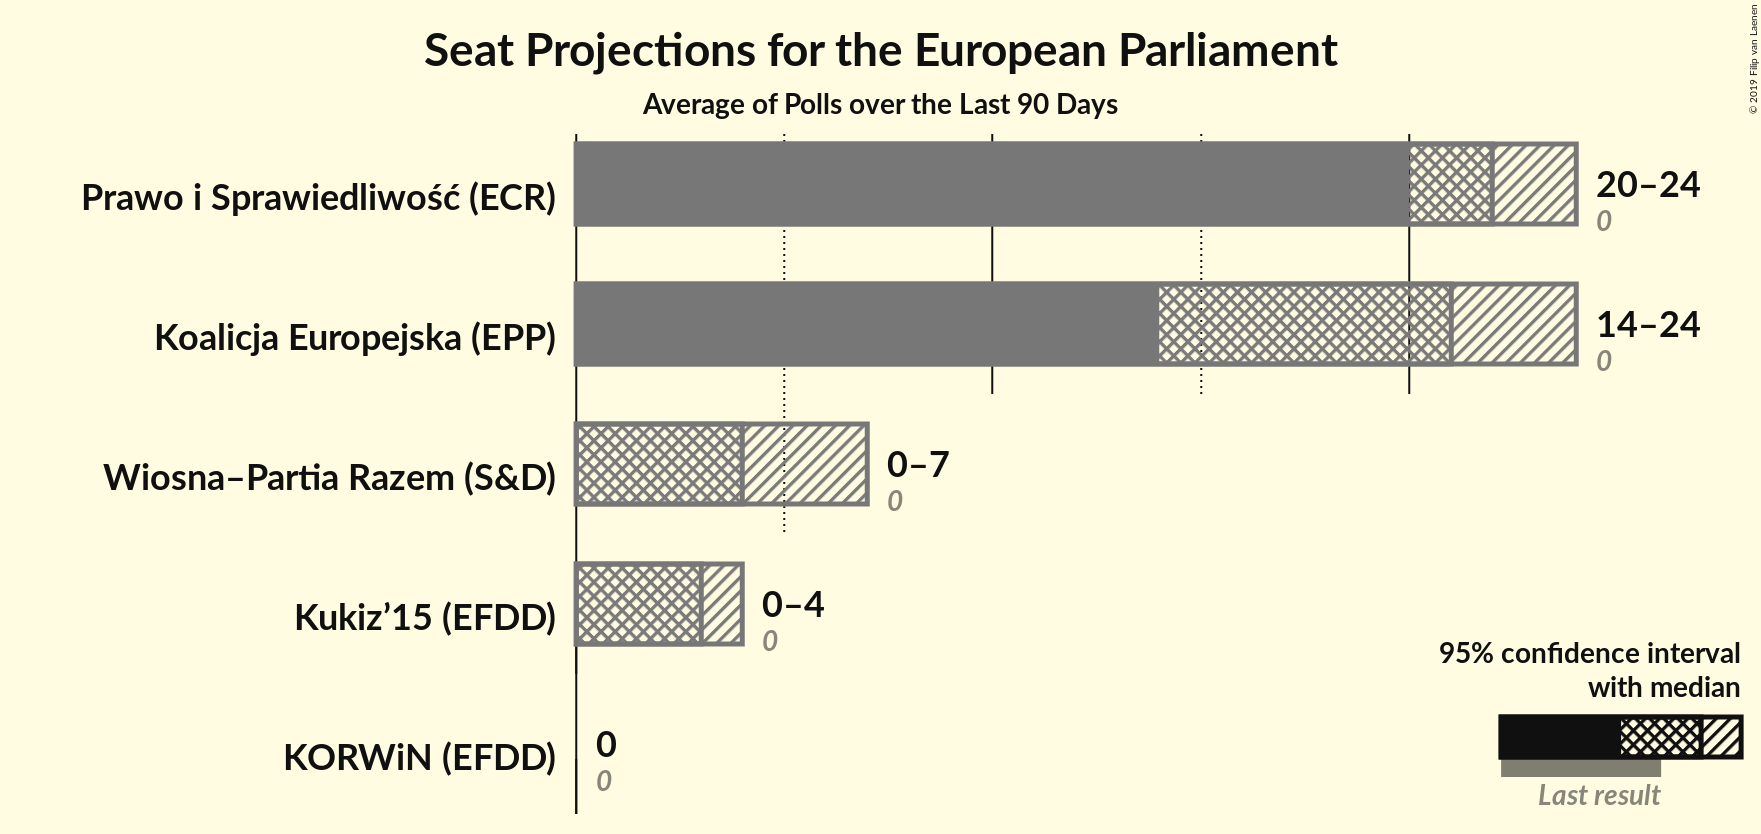 Seat Projections for the European Parliament
Average of Polls over the Last 90 Days
© 2019 Filip van Laenen
Prawo i Sprawiedliwość (ECR)
20–24
0
Koalicja Europejska (EPP)
14–24
0
Wiosna–Partia Razem (S&D)
0–7
0
Kukiz’15 (EFDD)
0–4
0
KORWiN (EFDD)
0
0
95% confidence interval
with median
Last result